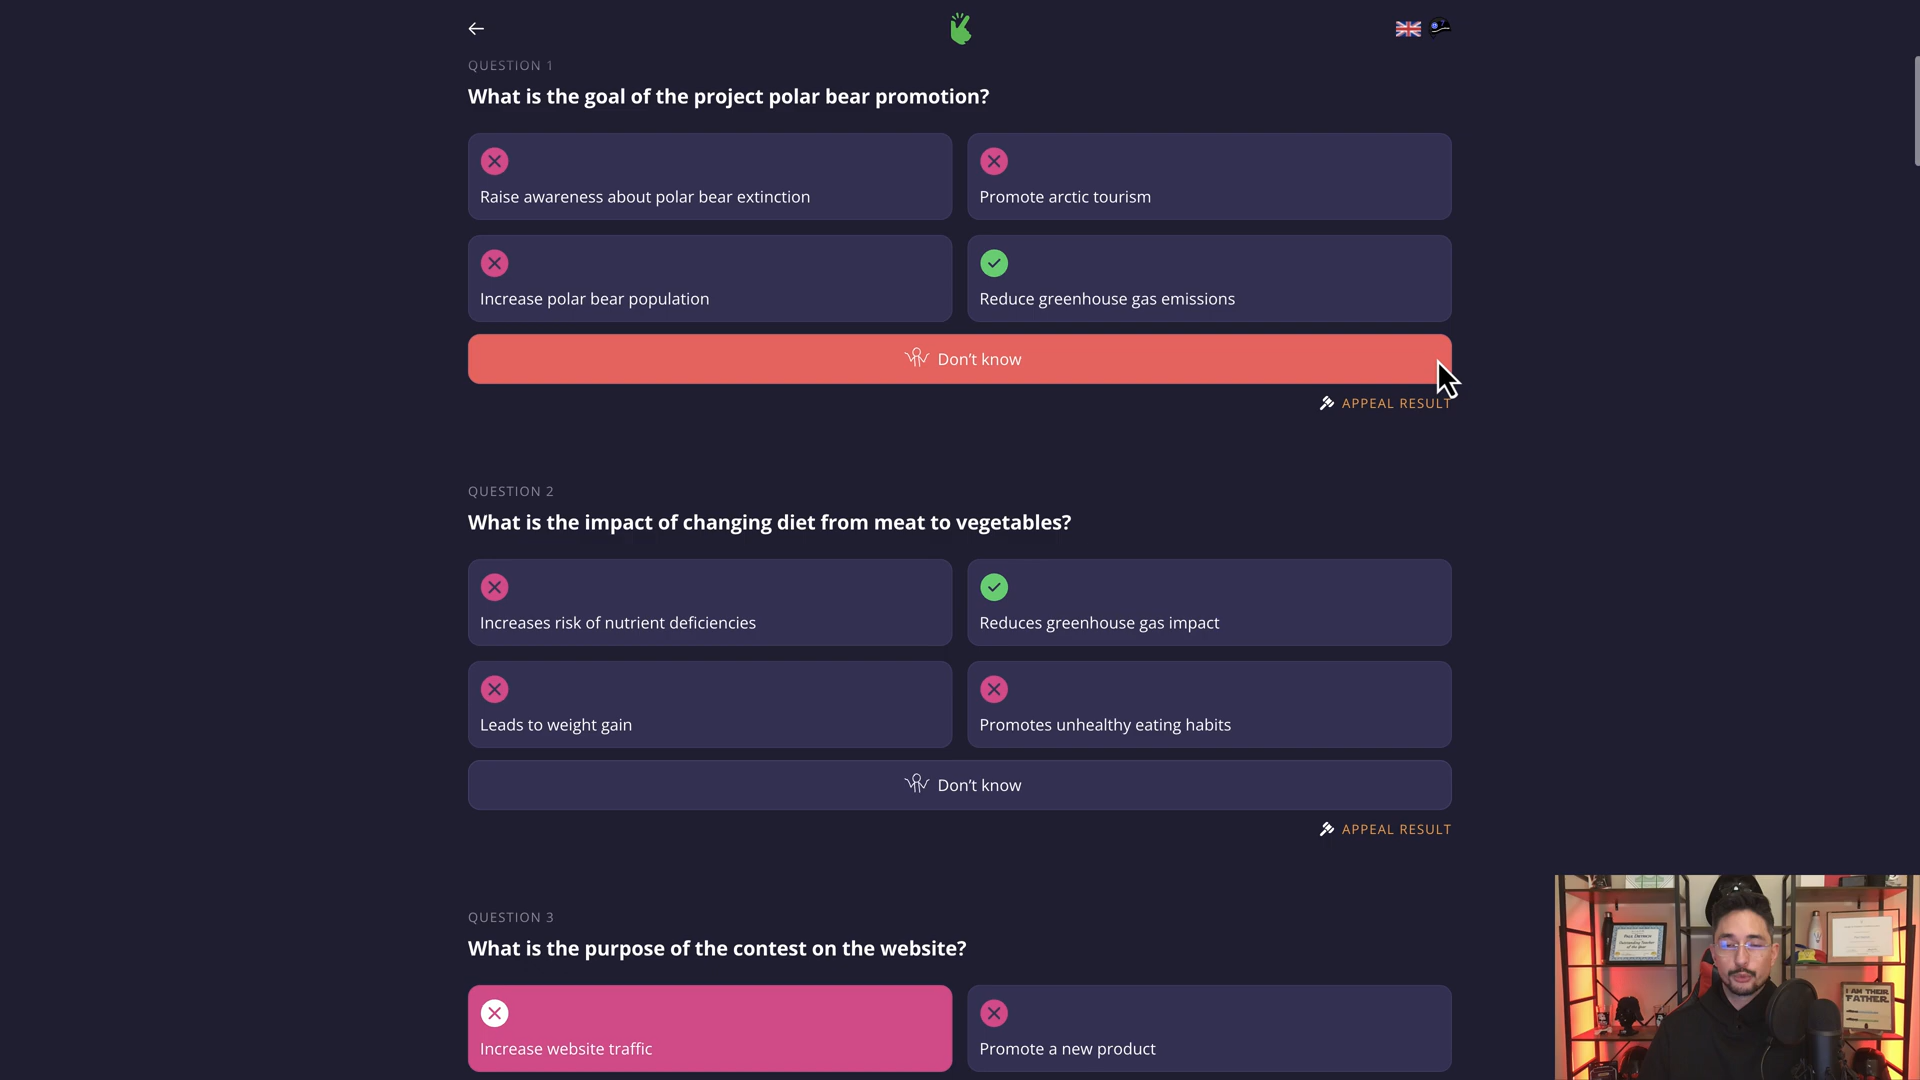 QUESTION 1
What is the goal of the project polar bear promotion?
Raise awareness about polar bear extinction
Promote arctic tourism
Increase polar bear population
Reduce greenhouse gas emissions
Don't know
APPEAL RESULT
QUESTION 2
What is the impact of changing diet from meat to vegetables?
Increases risk of nutrient deficiencies
Reduces greenhouse gas impact
Leads to weight gain
Promotes unhealthy eating habits
Don't know
APPEAL RESULT
QUESTION 3
What is the purpose of the contest on the website?
Increase website traffic
Promote a new product
I AM THEIR
FATHER.